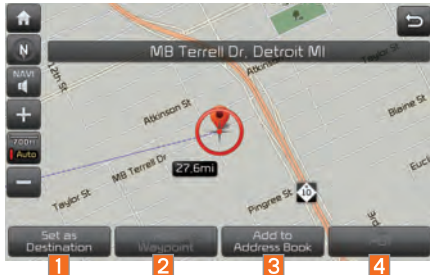 N
MB Terrell Dr, Detroit MI
NAVI
12th St
Atkinson
Taylor St
Atkinson St
Blaine St
700ft
Auto
27.6mi
MB Terrell Dr
10
Taylor St
Pingree St
3rd
Set as
Destination
Waypoint
Add to
Address Book
POI
1
2
3
4